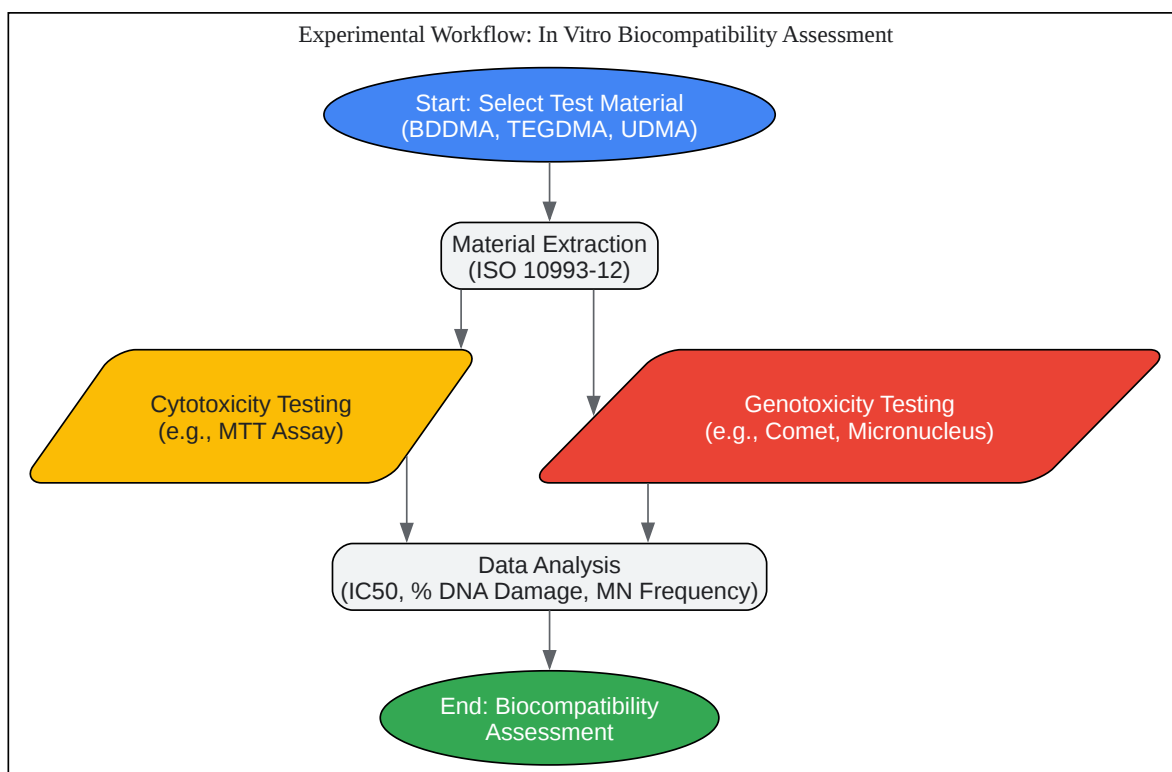 Experimental Workflow: In Vitro Biocompatibility Assessment
Start: Select Test Material
(BDDMA, TEGDMA, UDMA)
Material Extraction
(ISO 10993-12)
Cytotoxicity Testing
(e.g., MTT Assay)
Genotoxicity Testing
(e.g., Comet, Micronucleus)
Data Analysis
(IC50, % DNA Damage, MN Frequency)
End: Biocompatibility
Assessment